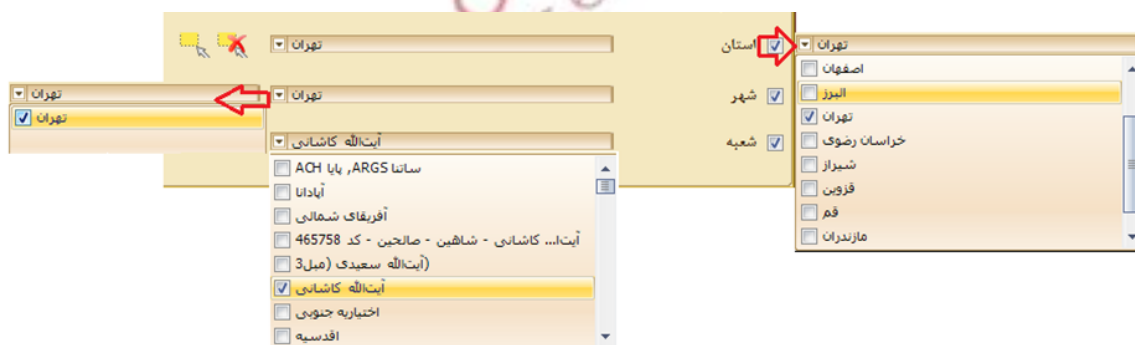 استان
تهران
شهر
تهران
شعبه
آیت‌الله کاشانی
تهران
اصفهان
البرز
تهران
خراسان رضوی
شیراز
قزوین
قم
مازندران
تهران
تهران
ساتنا ARGS, پایا ACH
آپادانا
آفریقای شمالی
آیت‌ا... کاشانی - شاهین - صالحین - کد 465758
(آیت‌الله سعیدی (مبل3
آیت‌الله کاشانی
اختیاریه جنوبی
اقدسیه